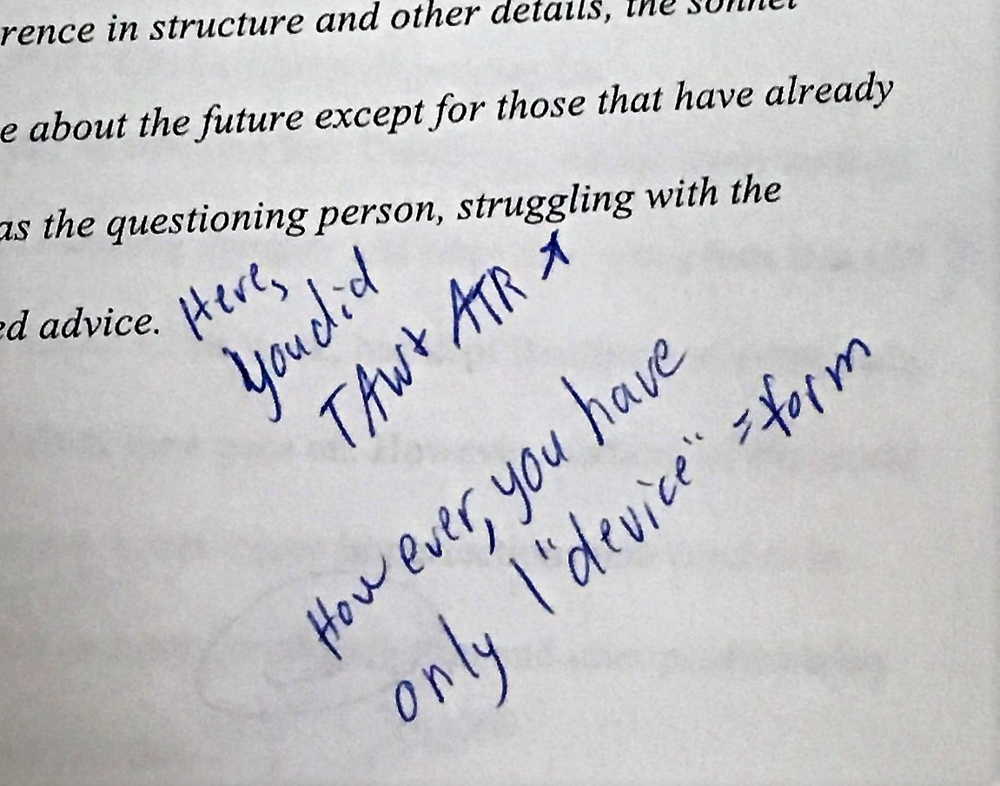 rence in structure and other details, the sonnet
e about the future except for those that have already
as the questioning person, struggling with the
ed advice.
Here,
you did
TAW & ATR
However, you have
only 1 "device" = form